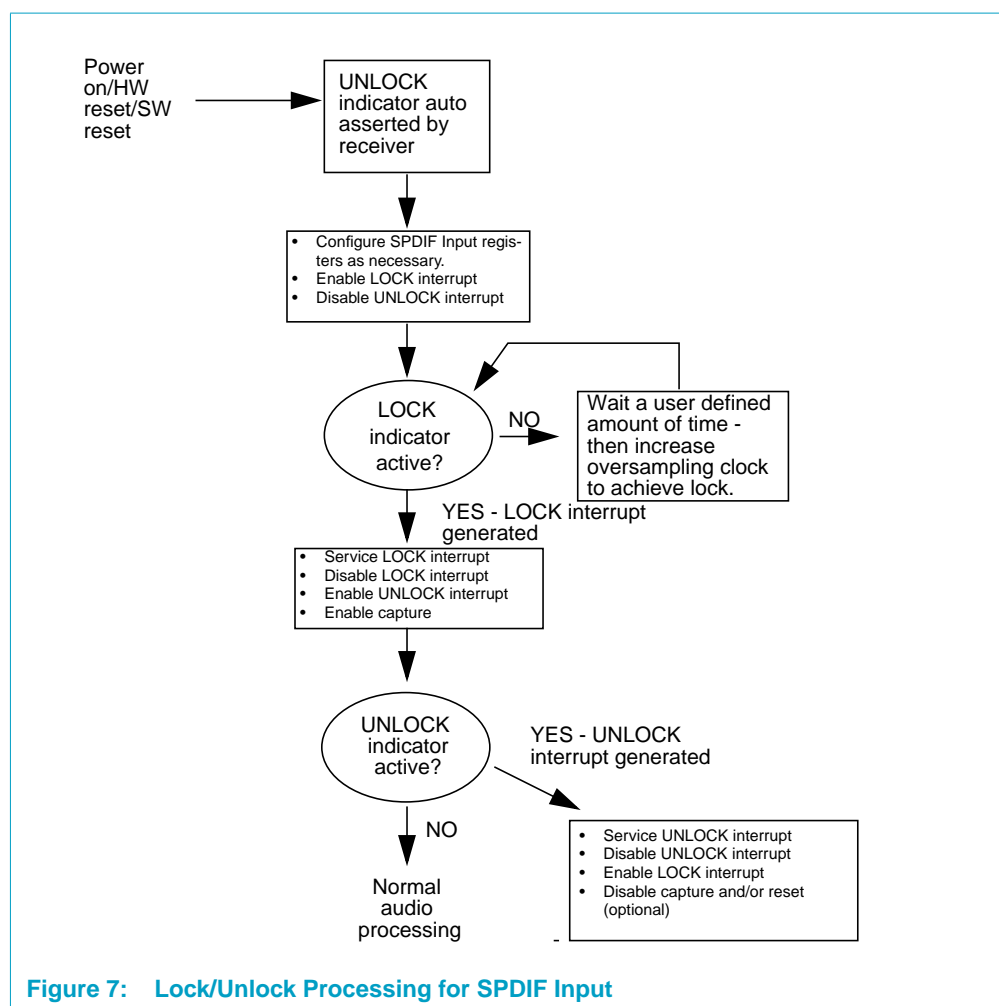 Power
on/HW
reset/SW
reset
UNLOCK
indicator auto
asserted by
receiver
• Configure SPDIF Input regis-
ters as necessary.
• Enable LOCK interrupt
• Disable UNLOCK interrupt
LOCK
indicator
active?
NO
Wait a user defined
amount of time -
then increase
oversampling clock
to achieve lock.
YES - LOCK interrupt
generated
• Service LOCK interrupt
• Disable LOCK interrupt
• Enable UNLOCK interrupt
• Enable capture
UNLOCK
indicator
active?
YES - UNLOCK
interrupt generated
NO
• Service UNLOCK interrupt
• Disable UNLOCK interrupt
• Enable LOCK interrupt
• Disable capture and/or reset
(optional)
Normal
audio
processing
Figure 7: Lock/Unlock Processing for SPDIF Input